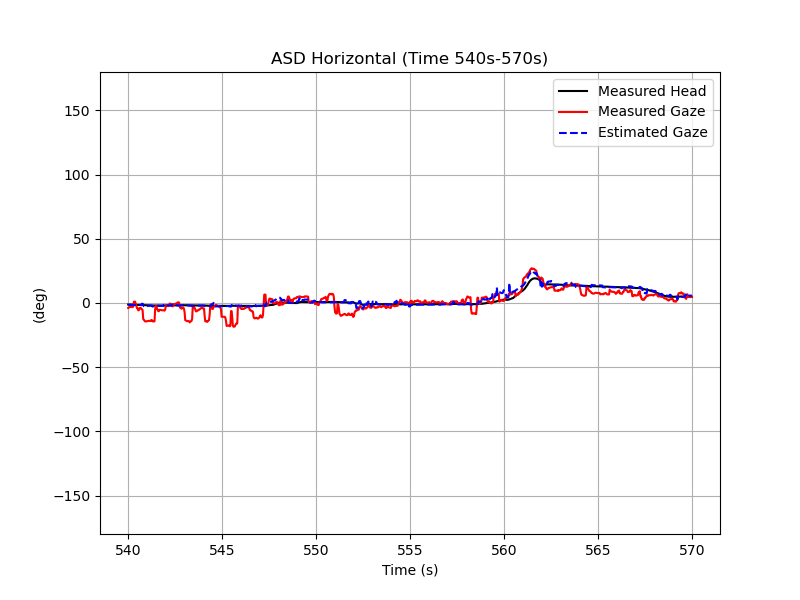 ASD Horizontal (Time 540s-570s)
Measured Head
Measured Gaze
Estimated Gaze
150
100
50
0
−50
−100
−150
(deg)
540 545 550 555 560 565 570
Time (s)